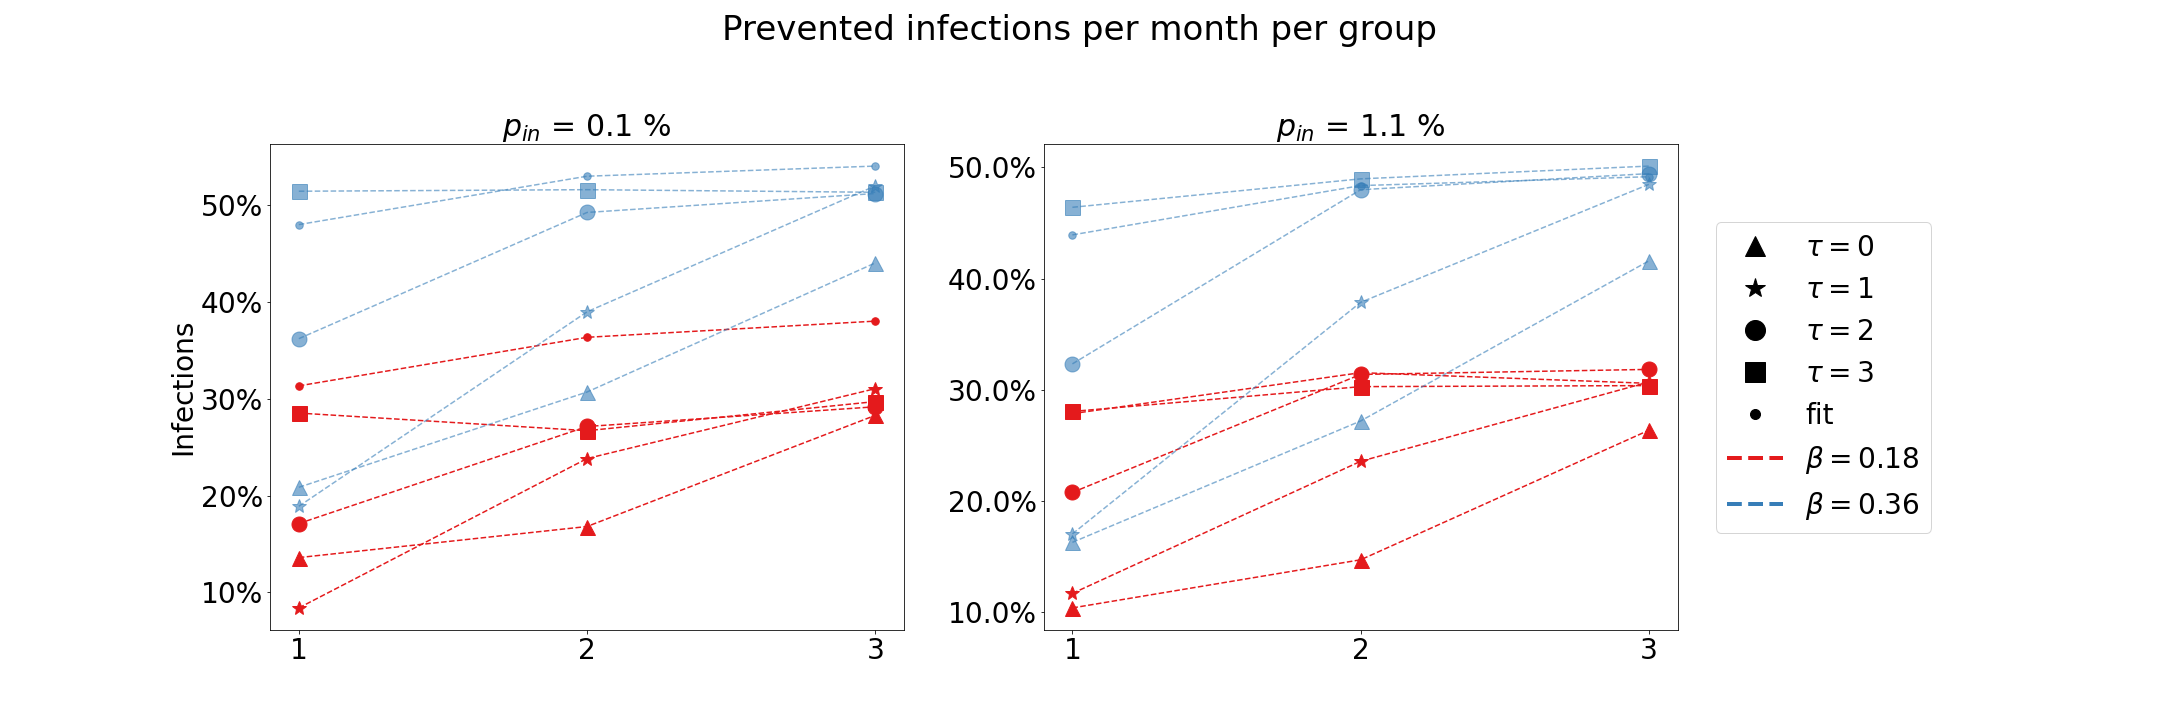 Prevented infections per month per group
p_in = 0.1 %
p_in = 1.1 %
Infections
50%
40%
30%
20%
10%
1 2 3
50.0%
40.0%
30.0%
20.0%
10.0%
1 2 3
τ = 0
τ = 1
τ = 2
τ = 3
fit
β = 0.18
β = 0.36